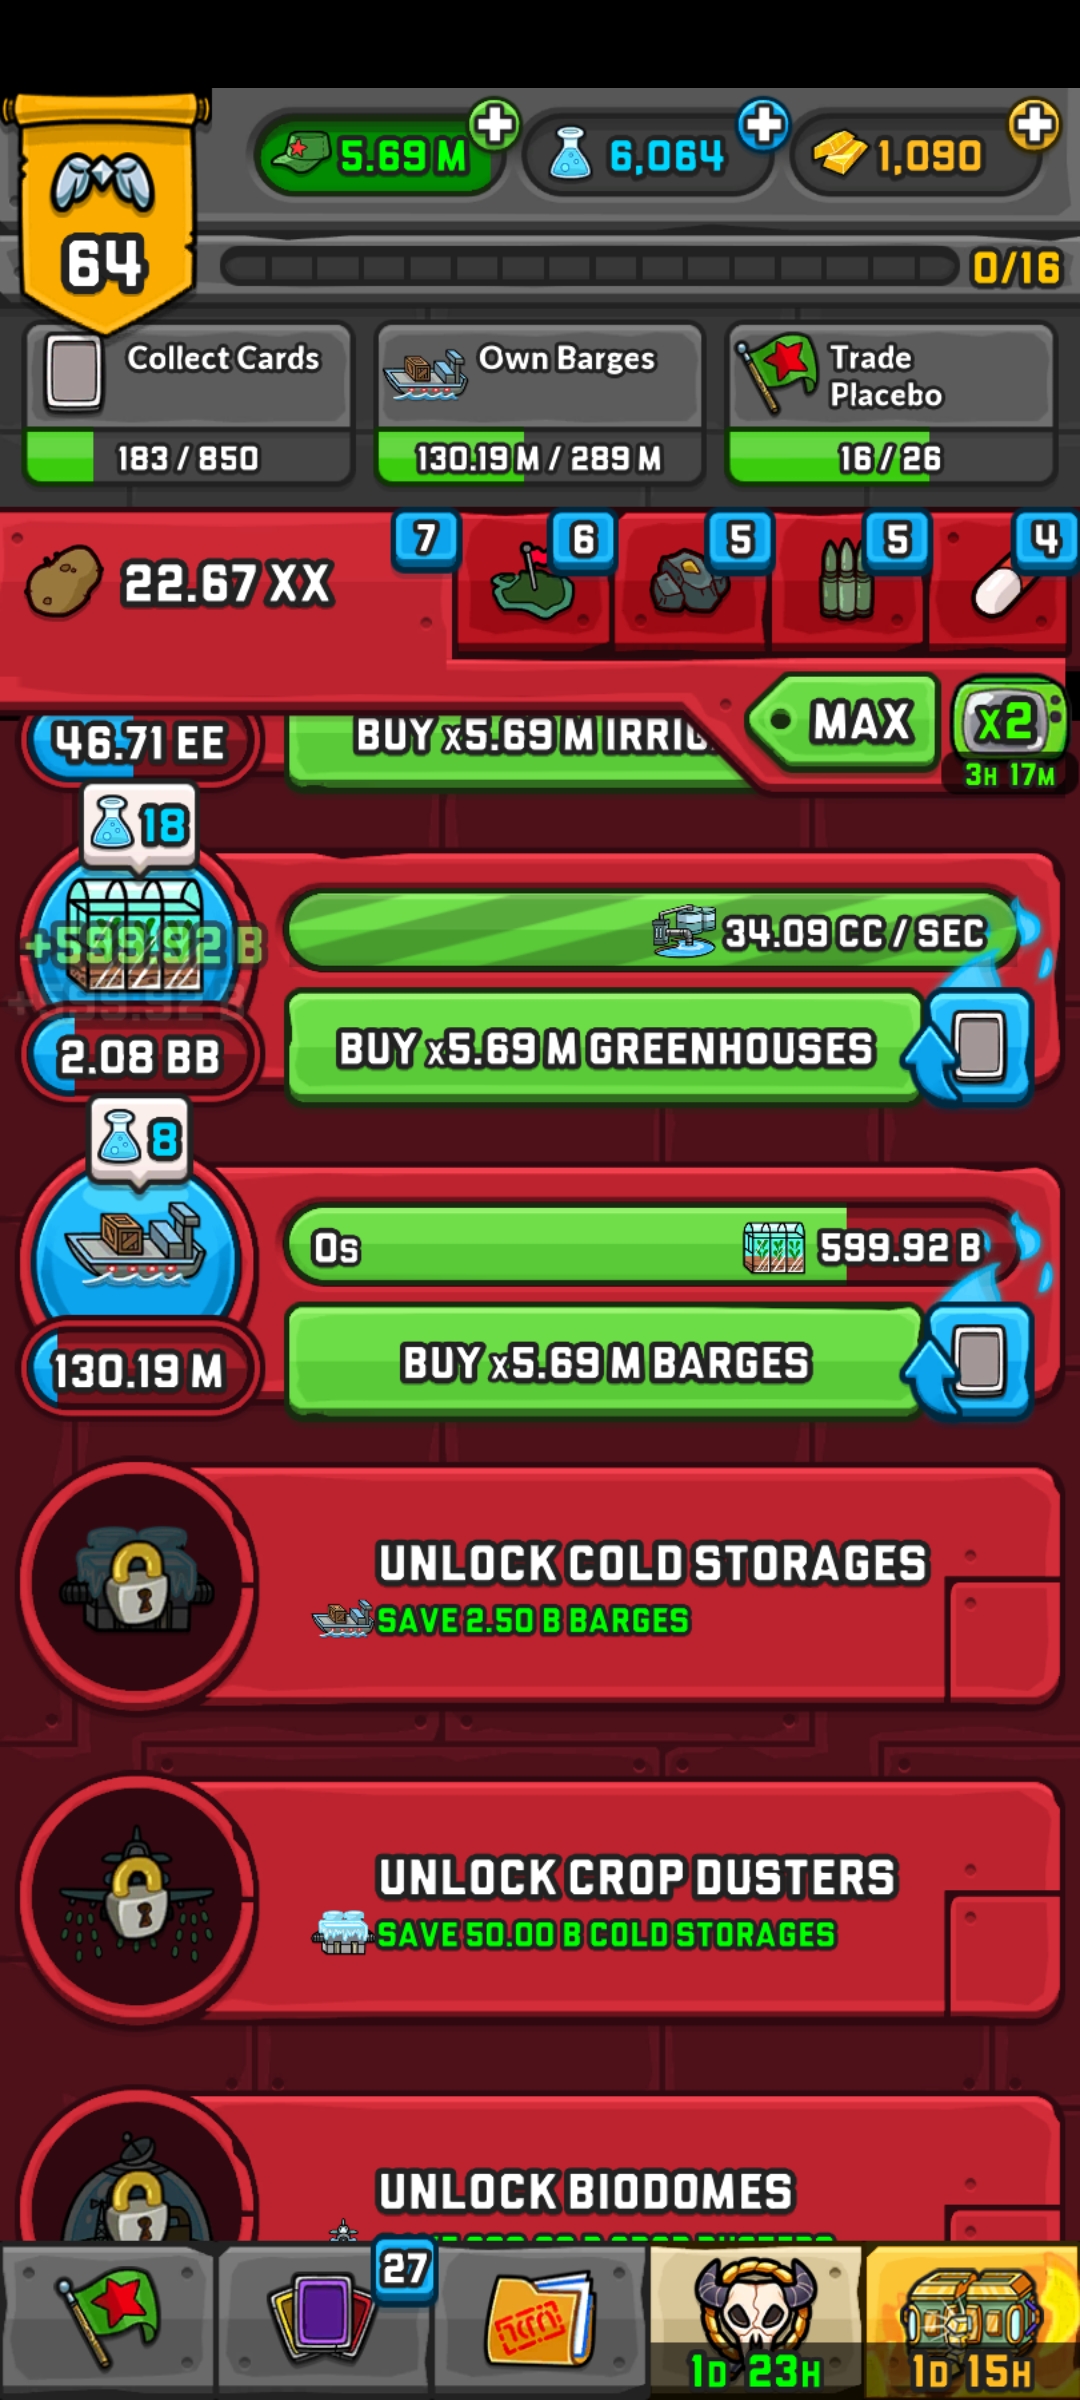 64
5.69 M
6,064
1,090
0/16
Collect Cards
183 / 850
Own Barges
130.19 M / 289 M
Trade
Placebo
16 / 26
22.67 XX
7
6
5
5
4
MAX
x2
3H 17M
46.71 EE
BUY x5.69 M
18
+599.92 B
+599.92 B
34.09 CC / SEC
2.08 BB
BUY x5.69 M GREENHOUSES
8
0s
599.92 B
130.19 M
BUY x5.69 M BARGES
UNLOCK COLD STORAGES
SAVE 2.50 B BARGES
UNLOCK CROP DUSTERS
SAVE 50.00 B COLD STORAGES
UNLOCK BIODOMES
27
1D 23H
1D 15H